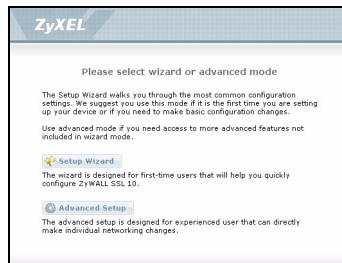 ZyXEL
Please select wizard or advanced mode
The Setup Wizard walks you through the most common configuration
settings. We suggest you use this mode if it is the first time you are setting
up your device or if you need to make basic configuration changes.
Use advanced mode if you need access to more advanced features not
included in wizard mode.
Setup Wizard
The wizard is designed for first-time users that will help you quickly
configure ZyWALL SSL 10.
Advanced Setup
The advanced setup is designed for experienced user that can directly
make individual networking changes.